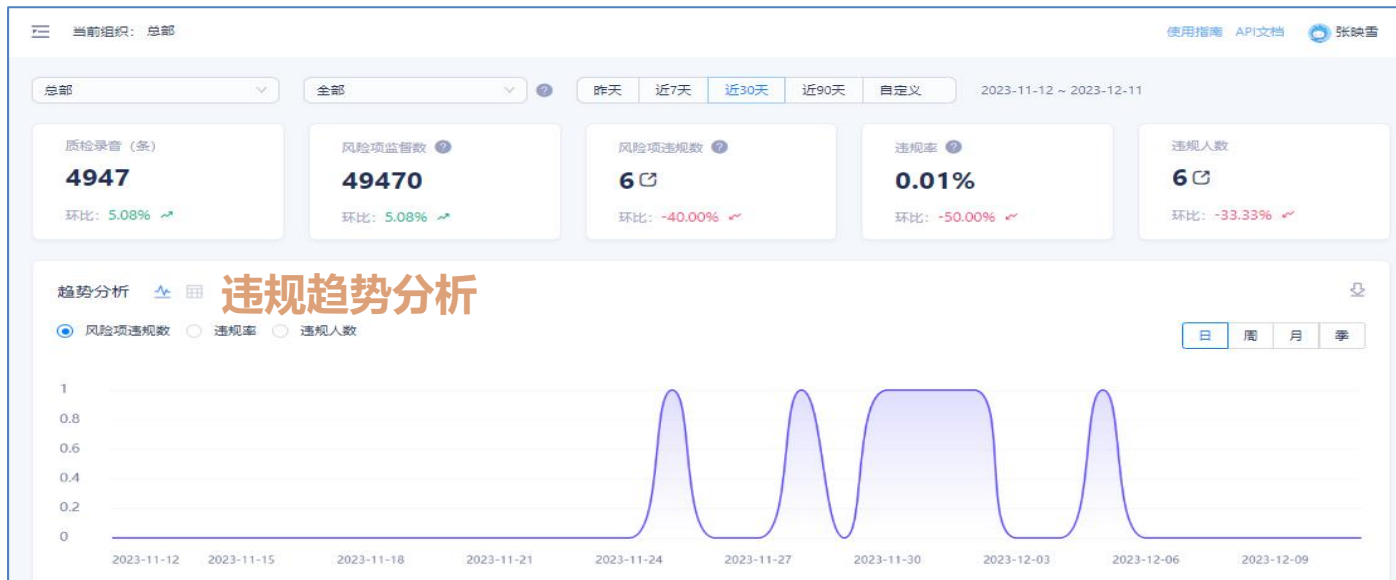 当前组织： 总部 使用指南 API文档 张映雪
总部 全部 昨天 近7天 近30天 近90天 自定义 2023-11-12 ~ 2023-12-11
质检录音（条） 风险项监督数 风险项违规数 违规率 违规人数
4947 49470 6 0.01% 6
环比：5.08% 环比：5.08% 环比：-40.00% 环比：-50.00% 环比：-33.33%
趋势分析 违规趋势分析
风险项违规数 违规率 违规人数 日 周 月 季
1
0.8
0.6
0.4
0.2
0
2023-11-12 2023-11-15 2023-11-18 2023-11-21 2023-11-24 2023-11-27 2023-11-30 2023-12-03 2023-12-06 2023-12-09